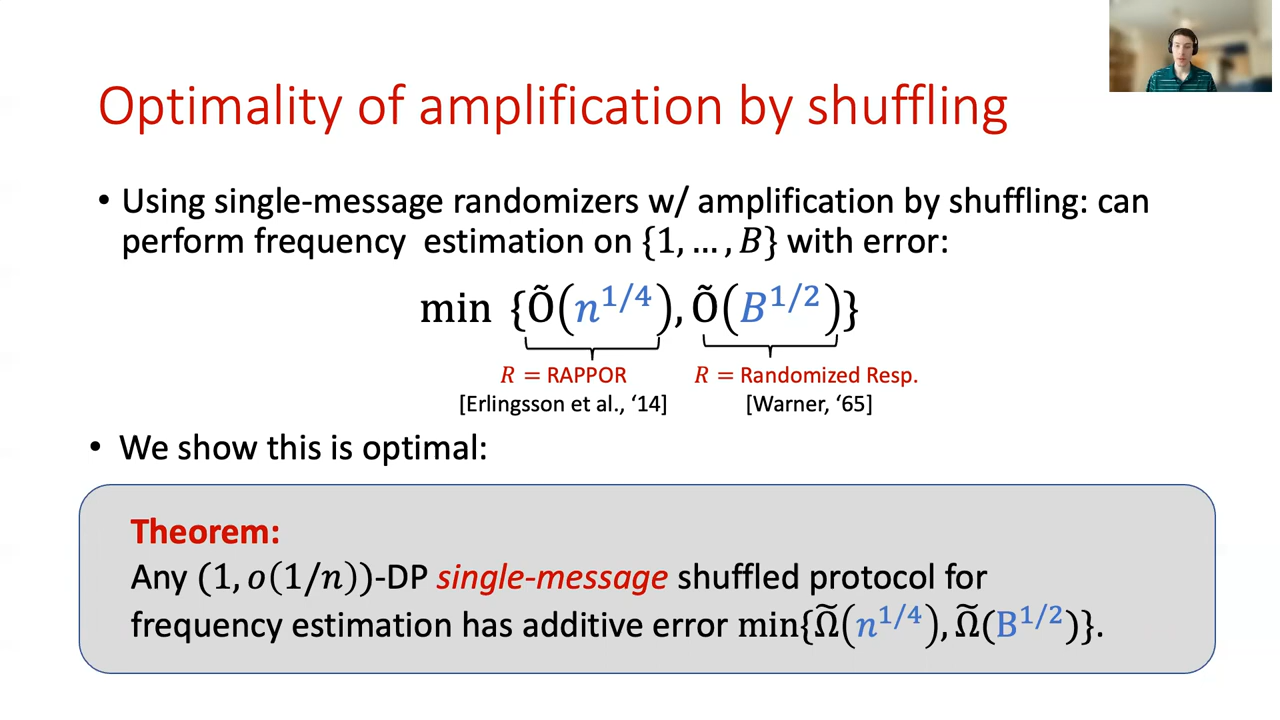 Optimality of amplification by shuffling
• Using single-message randomizers w/ amplification by shuffling: can
perform frequency estimation on {1, … , B} with error:
min {Õ(n^{1/4}), Õ(B^{1/2})}
R = RAPPOR R = Randomized Resp.
[Erlingsson et al., ‘14] [Warner, ‘65]
• We show this is optimal:
Theorem:
Any (1, o(1/n))-DP single-message shuffled protocol for
frequency estimation has additive error min{Ω̃(n^{1/4}), Ω̃(B^{1/2})}.